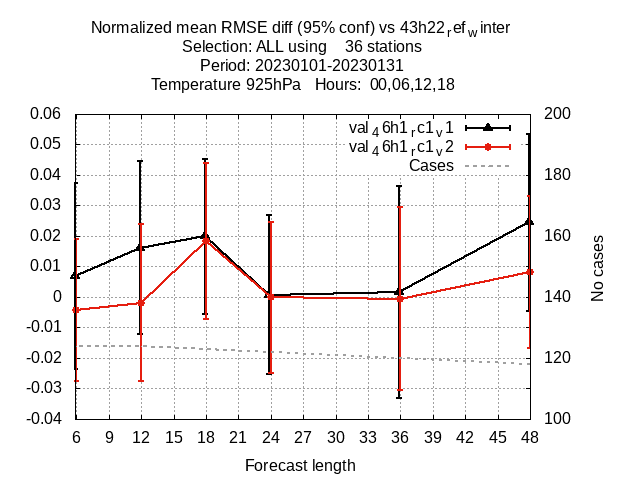 Normalized mean RMSE diff (95% conf) vs 43h22refwinter
Selection: ALL using 36 stations
Period: 20230101-20230131
Temperature 925hPa Hours: 00,06,12,18
0.06 200
val46h1rc1v1
val46h1rc1v2
Cases
0.05
0.04 180
0.03
0.02 160
0.01
0 140
-0.01
-0.02 120
-0.03
-0.04 100
No cases
6 9 12 15 18 21 24 27 30 33 36 39 42 45 48
Forecast length